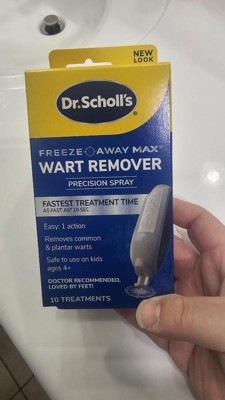 NEW
LOOK
Dr. Scholl's
FREEZE AWAY MAX
WART REMOVER
PRECISION SPRAY
FASTEST TREATMENT TIME
AS FAST AS* 10 SEC
Easy: 1 action
Removes common
& plantar warts
Safe to use on kids
ages 4+
DOCTOR RECOMMENDED,
LOVED BY FEET!
10 TREATMENTS